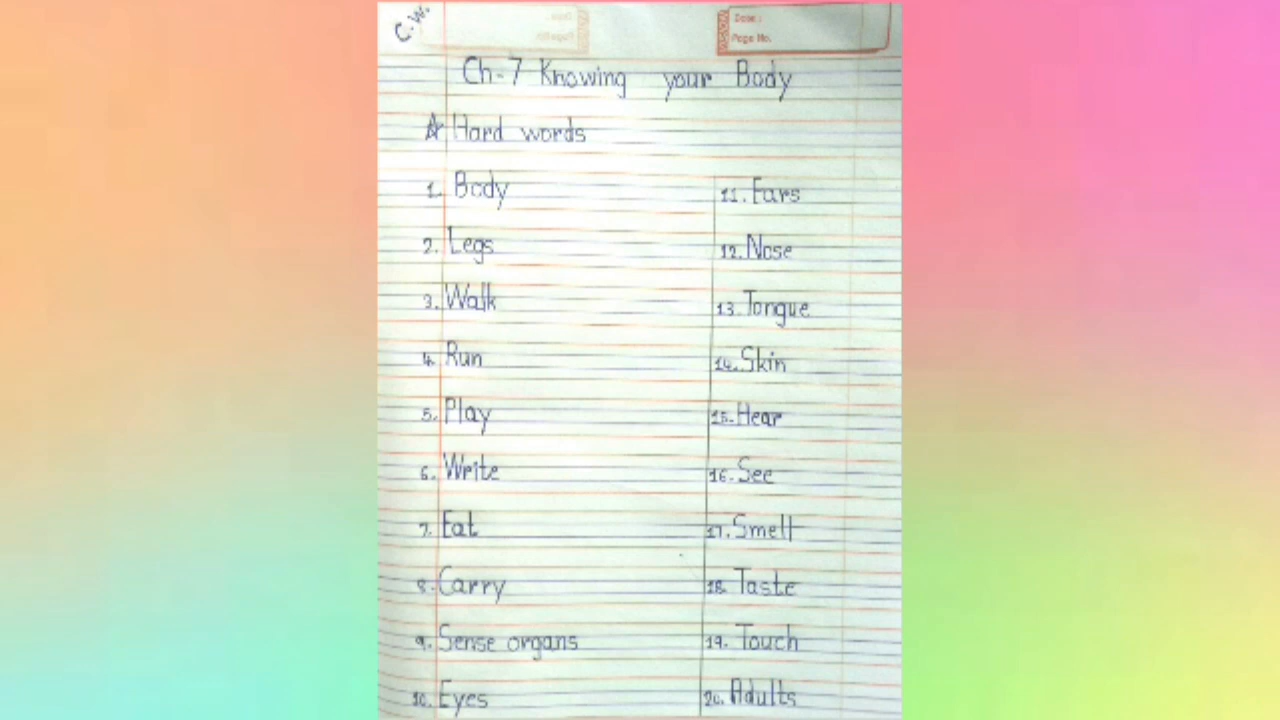 C.W.
Date :
Page No.
Ch-7 Knowing your Body
☆ Hard words
1. Body
2. Legs
3. Walk
4. Run
5. Play
6. Write
7. Eat
8. Carry
9. Sense organs
10. Eyes
11. Ears
12. Nose
13. Tongue
14. Skin
15. Hear
16. See
17. Smell
18. Taste
19. Touch
20. Adults